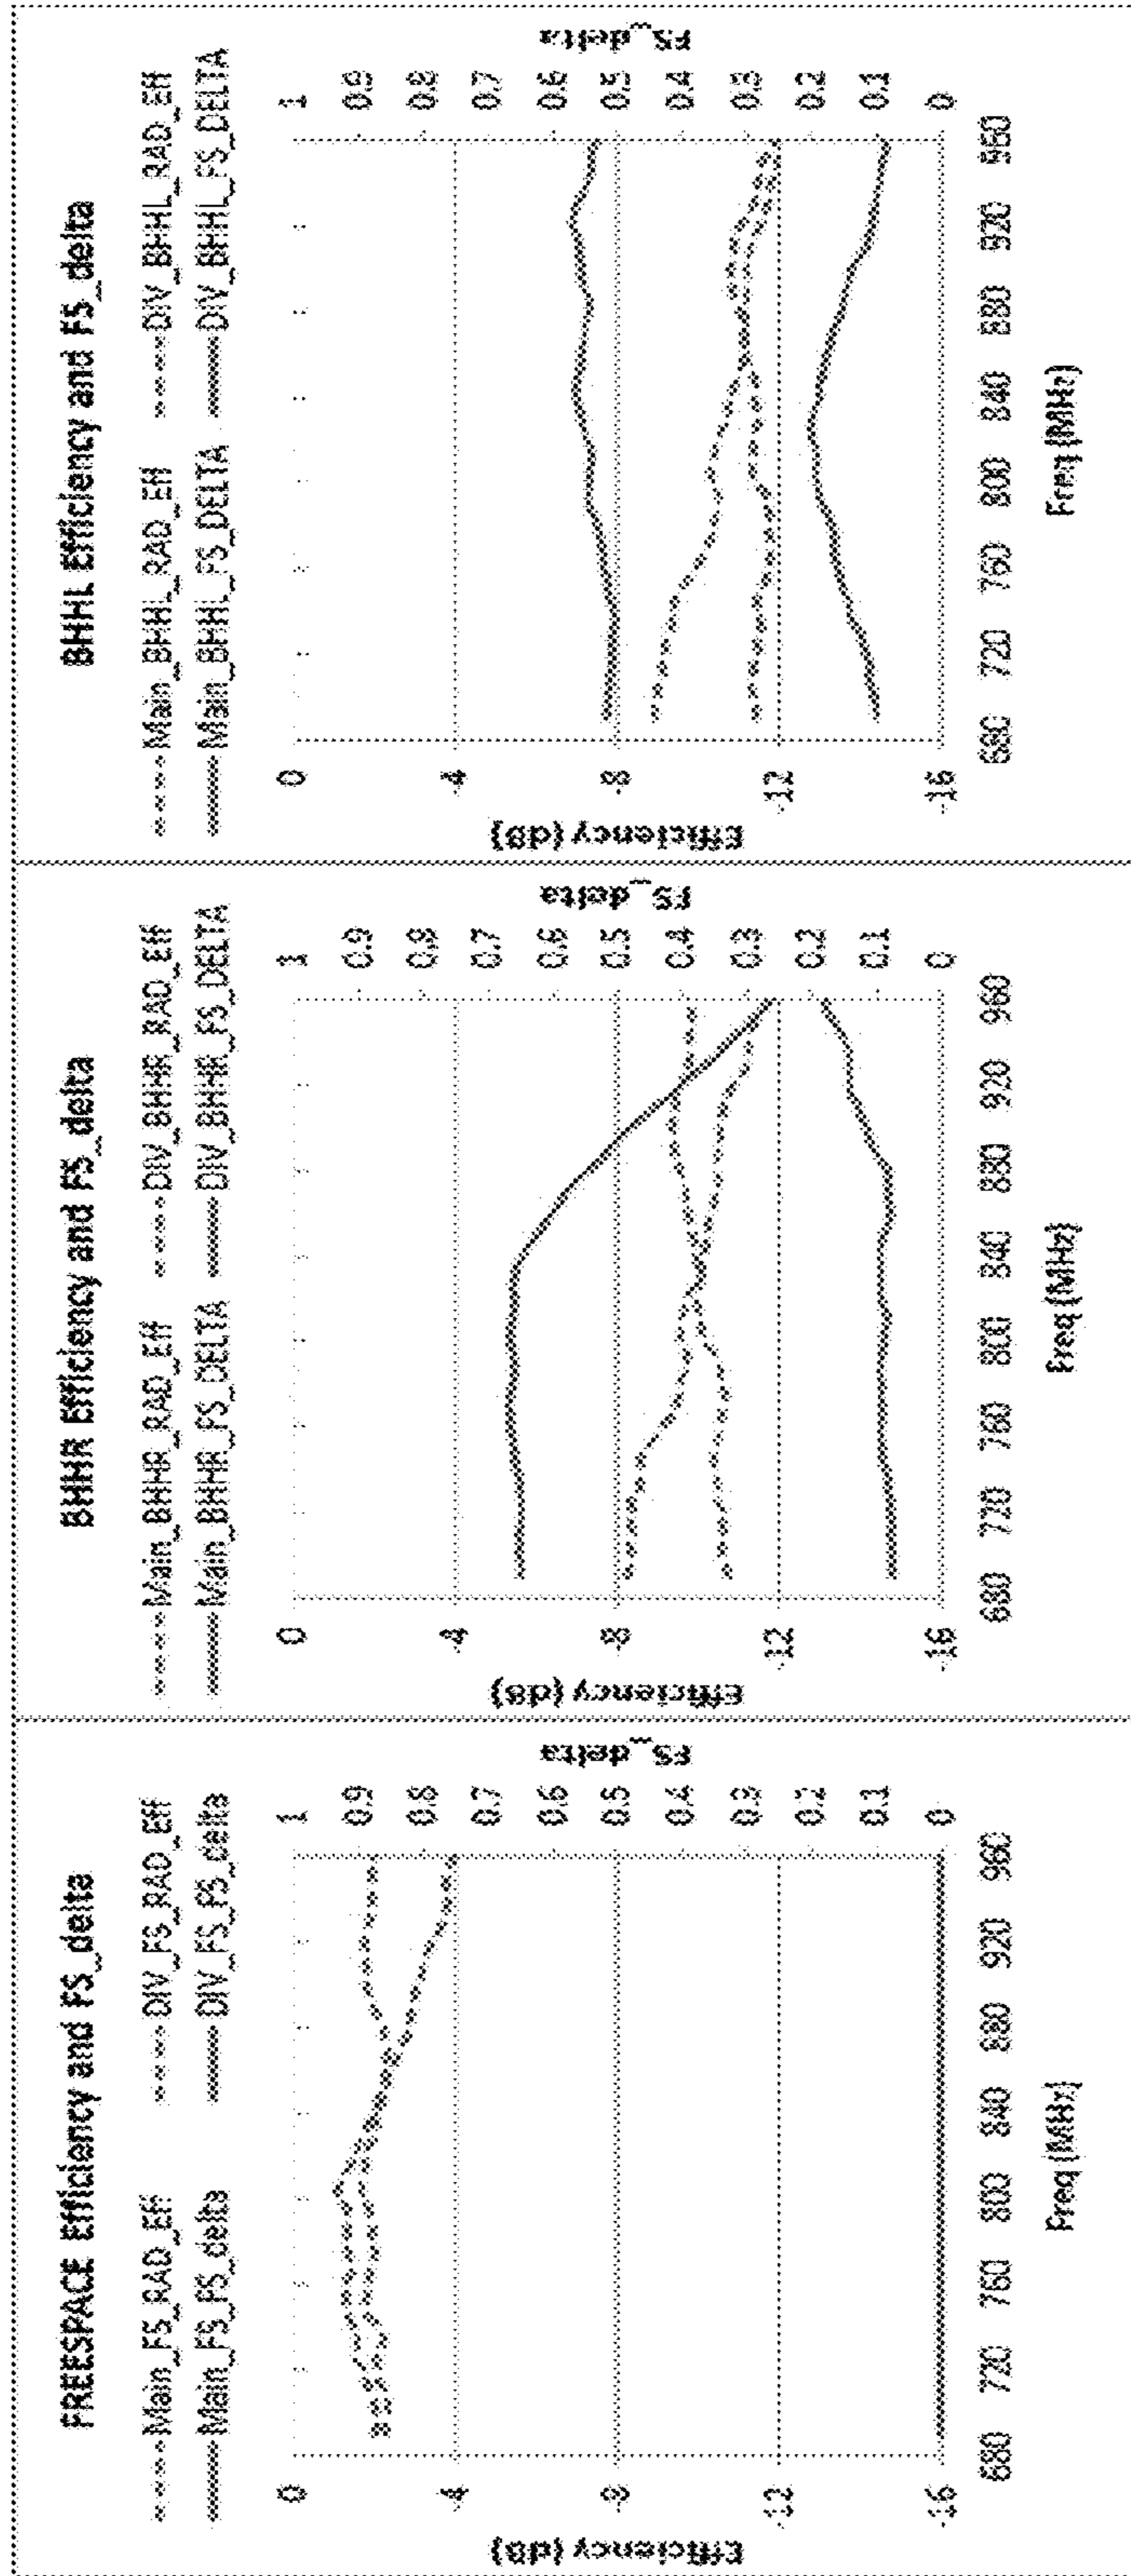 FREESPACE Efficiency and FS_delta
Main_FS_RAD_Eff DIV_FS_RAD_Eff
Main_FS_FS_delta DIV_FS_FS_delta
Efficiency (dB)
0
-4
-8
-12
-16
FS_delta
1
0.9
0.8
0.7
0.6
0.5
0.4
0.3
0.2
0.1
0
680 720 760 800 840 880 920 960
Freq (MHz)
BHHR Efficiency and FS_delta
Main_BHHR_RAD_Eff DIV_BHHR_RAD_Eff
Main_BHHR_FS_DELTA DIV_BHHR_FS_DELTA
Efficiency (dB)
0
-4
-8
-12
-16
FS_delta
1
0.9
0.8
0.7
0.6
0.5
0.4
0.3
0.2
0.1
0
680 720 760 800 840 880 920 960
Freq (MHz)
BHHL Efficiency and FS_delta
Main_BHHL_RAD_Eff DIV_BHHL_RAD_Eff
Main_BHHL_FS_DELTA DIV_BHHL_FS_DELTA
Efficiency (dB)
0
-4
-8
-12
-16
FS_delta
1
0.9
0.8
0.7
0.6
0.5
0.4
0.3
0.2
0.1
0
680 720 760 800 840 880 920 960
Freq (MHz)